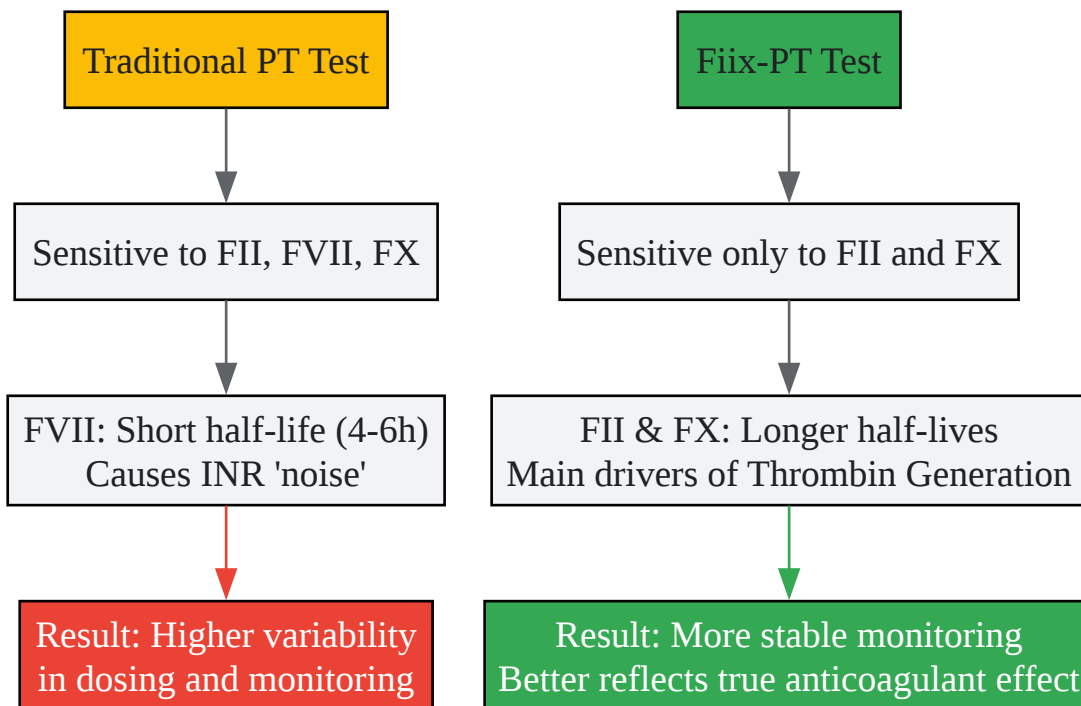 Traditional PT Test
Sensitive to FII, FVII, FX
FVII: Short half-life (4-6h)
Causes INR 'noise'
Result: Higher variability
in dosing and monitoring
Fiix-PT Test
Sensitive only to FII and FX
FII & FX: Longer half-lives
Main drivers of Thrombin Generation
Result: More stable monitoring
Better reflects true anticoagulant effect